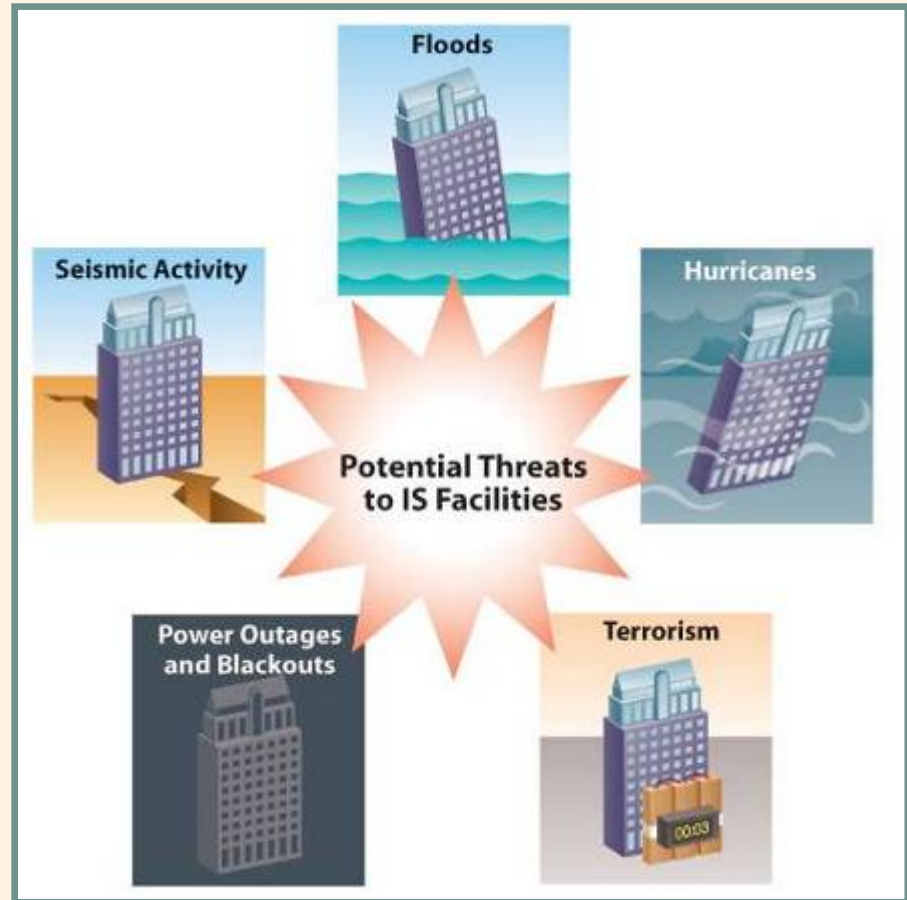 Floods
Seismic Activity
Hurricanes
Potential Threats
to IS Facilities
Power Outages
and Blackouts
Terrorism
00:03